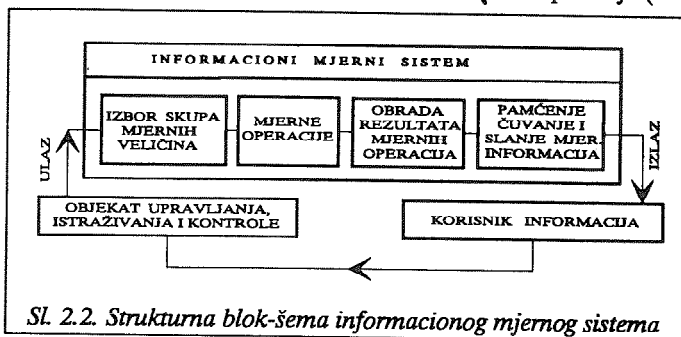 INFORMACIONI MJERNI SISTEM
IZBOR SKUPA
MJERNIH
VELIČINA
MJERNE
OPERACIJE
OBRADA
REZULTATA
MJERNIH
OPERACIJA
PAMĆENJE
ČUVANJE I
SLANJE MJER.
INFORMACIJA
ULAZ
IZLAZ
OBJEKAT UPRAVLJANJA,
ISTRAŽIVANJA I KONTROLE
KORISNIK INFORMACIJA
Sl. 2.2. Strukturna blok-šema informacionog mjernog sistema